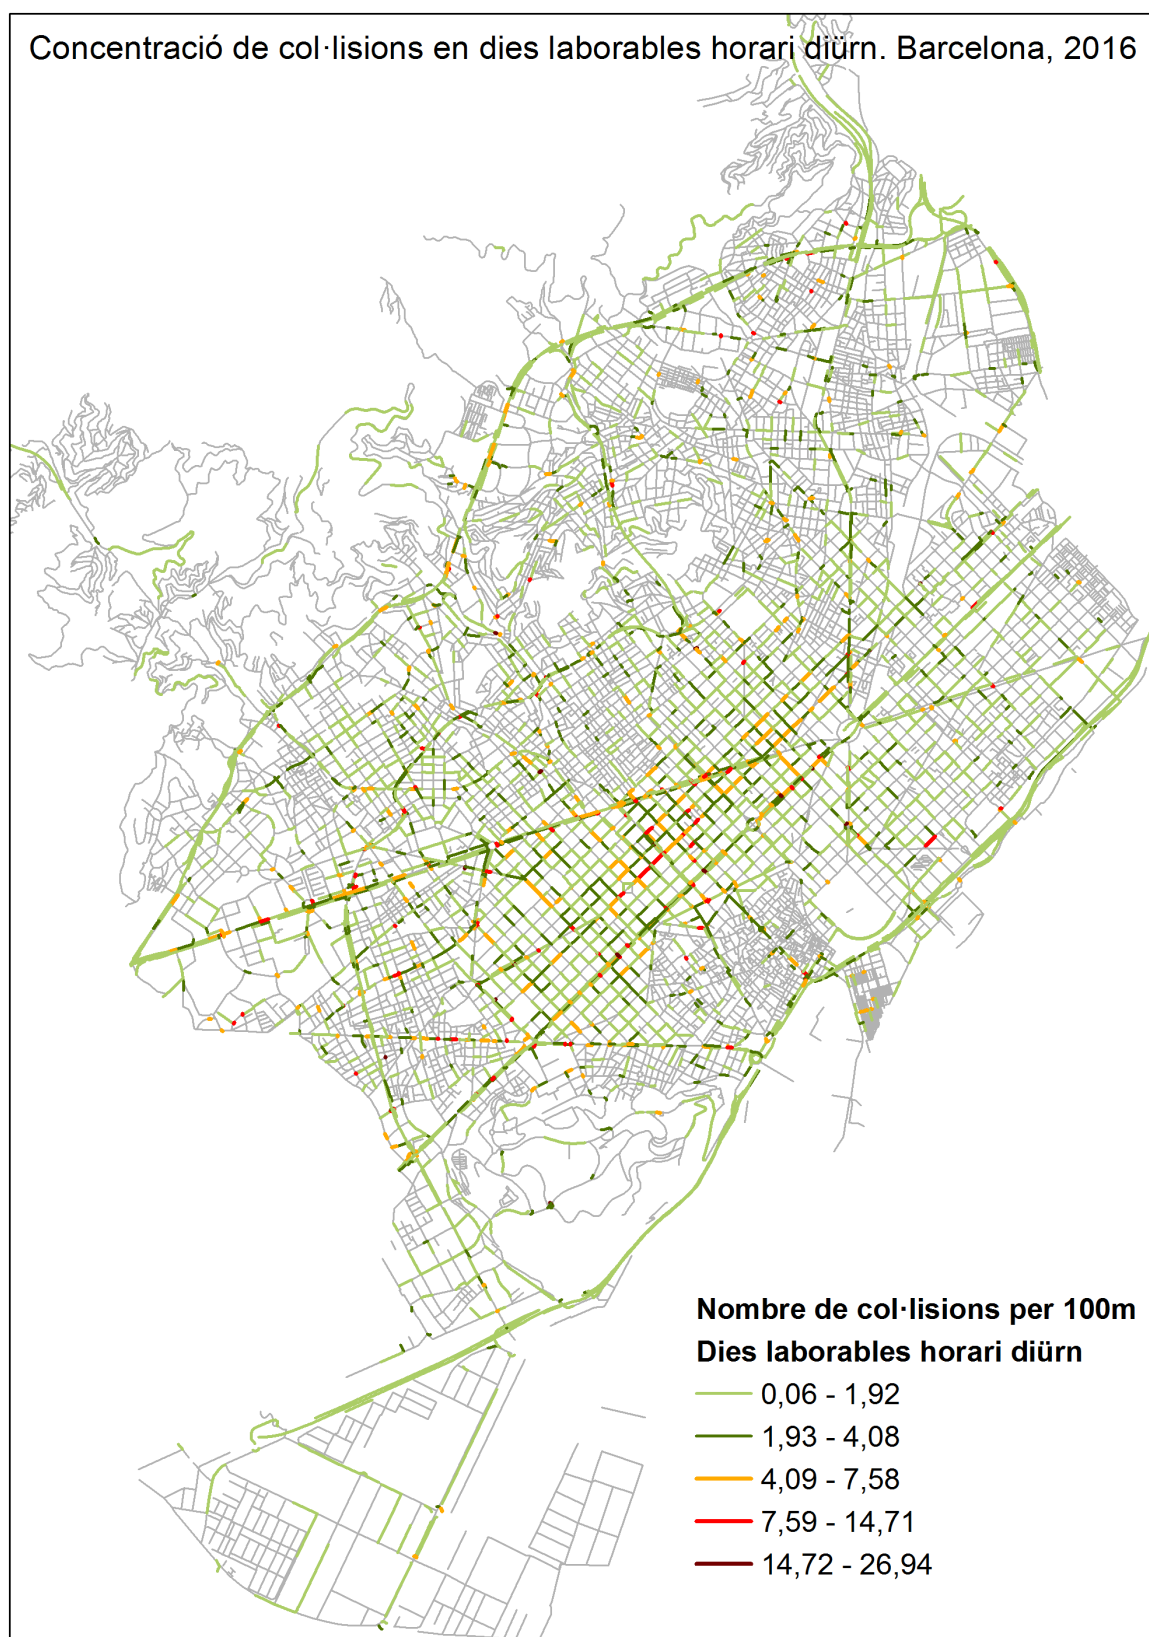 Concentració de col·lisions en dies laborables horari diürn. Barcelona, 2016
Nombre de col·lisions per 100m
Dies laborables horari diürn
0,06 - 1,92
1,93 - 4,08
4,09 - 7,58
7,59 - 14,71
14,72 - 26,94